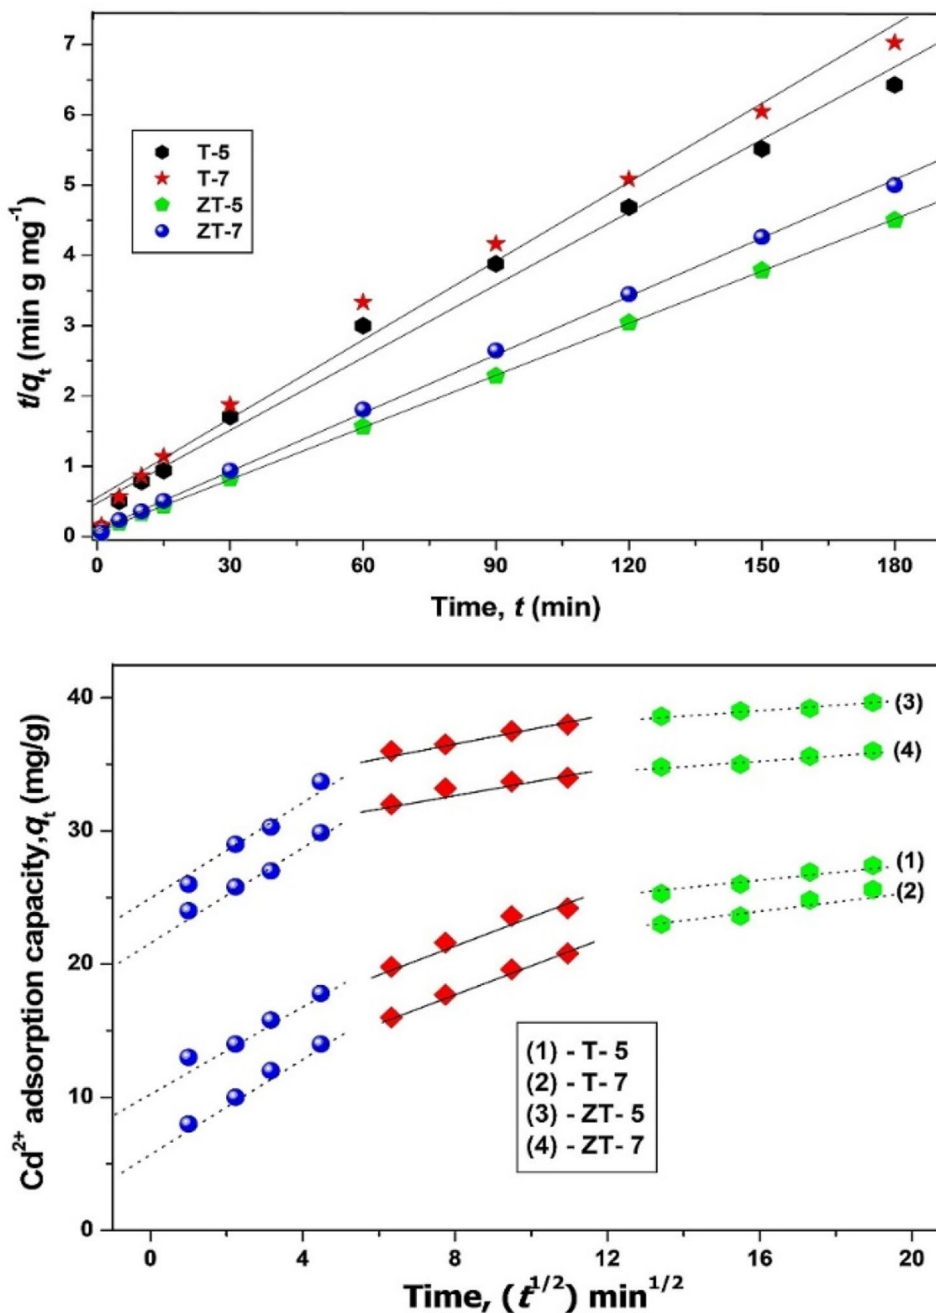 7
6
5
4
3
2
1
0
t/qt (min g mg-1)
T-5
T-7
ZT-5
ZT-7
0 30 60 90 120 150 180
Time, t (min)
40
30
20
10
0
Cd2+ adsorption capacity,qt (mg/g)
(3)
(4)
(1)
(2)
(1) - T- 5
(2) - T- 7
(3) - ZT- 5
(4) - ZT- 7
0 4 8 12 16 20
Time, (t1/2) min1/2